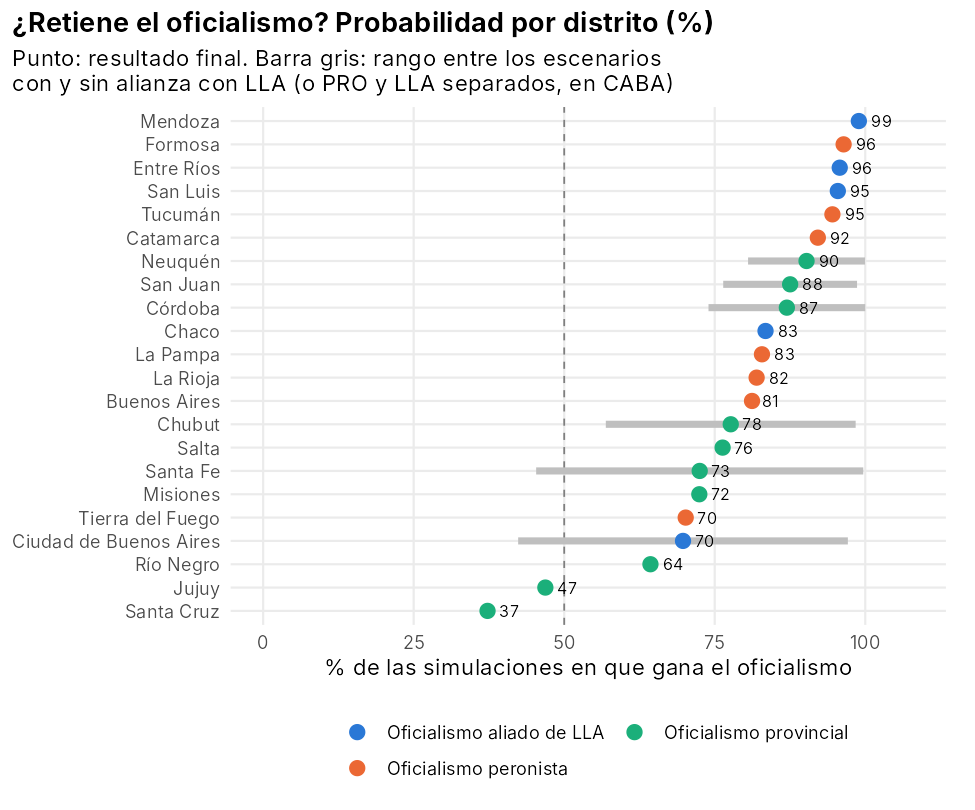 ¿Retiene el oficialismo? Probabilidad por distrito (%)
Punto: resultado final. Barra gris: rango entre los escenarios
con y sin alianza con LLA (o PRO y LLA separados, en CABA)
Mendoza 99
Formosa 96
Entre Ríos 96
San Luis 95
Tucumán 95
Catamarca 92
Neuquén 90
San Juan 88
Córdoba 87
Chaco 83
La Pampa 83
La Rioja 82
Buenos Aires 81
Chubut 78
Salta 76
Santa Fe 73
Misiones 72
Tierra del Fuego 70
Ciudad de Buenos Aires 70
Río Negro 64
Jujuy 47
Santa Cruz 37
0 25 50 75 100
% de las simulaciones en que gana el oficialismo
Oficialismo aliado de LLA Oficialismo provincial
Oficialismo peronista